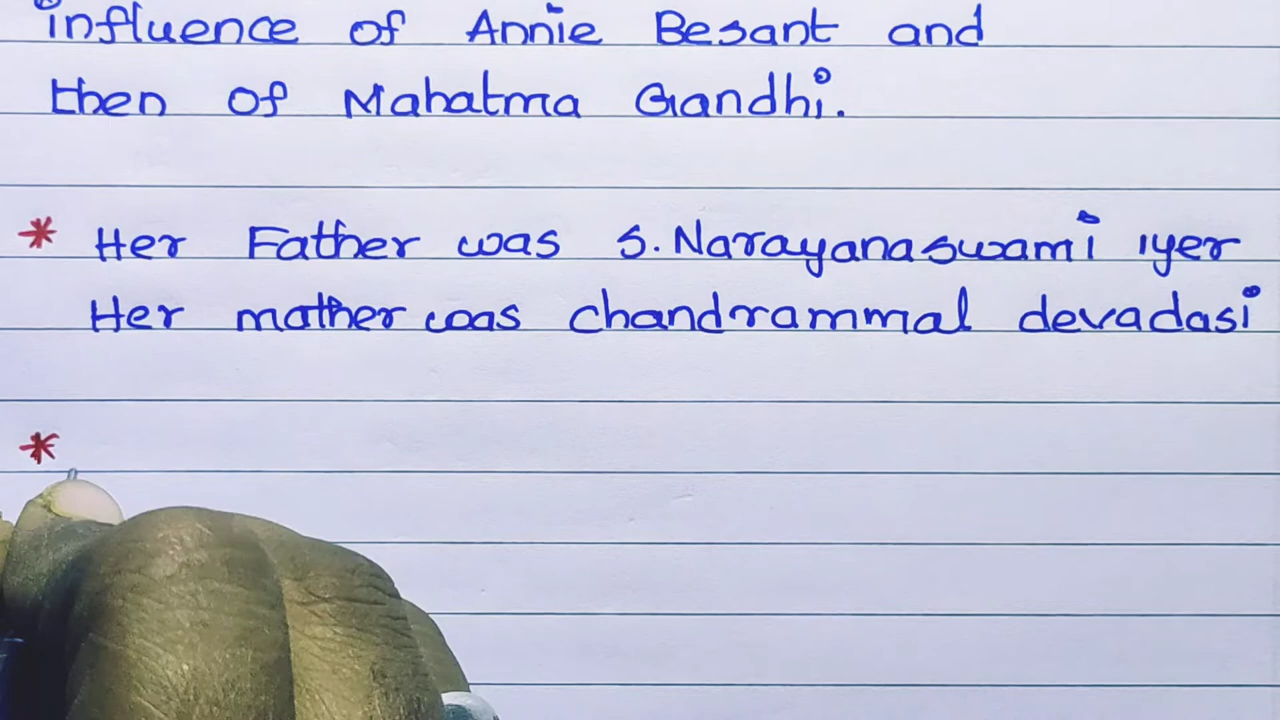 influence of Annie Besant and
then of Mahatma Gandhi.
* Her Father was S. Narayanaswami iyer
Her mother was chandrammal devadasi
*